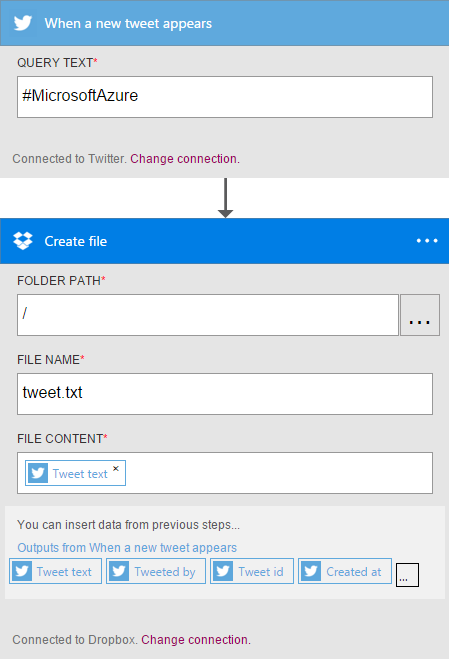 When a new tweet appears
QUERY TEXT*
#MicrosoftAzure
Connected to Twitter. Change connection.
Create file
FOLDER PATH*
/
...
FILE NAME*
tweet.txt
FILE CONTENT*
Tweet text ×
You can insert data from previous steps...
Outputs from When a new tweet appears
Tweet text Tweeted by Tweet id Created at ...
Connected to Dropbox. Change connection.